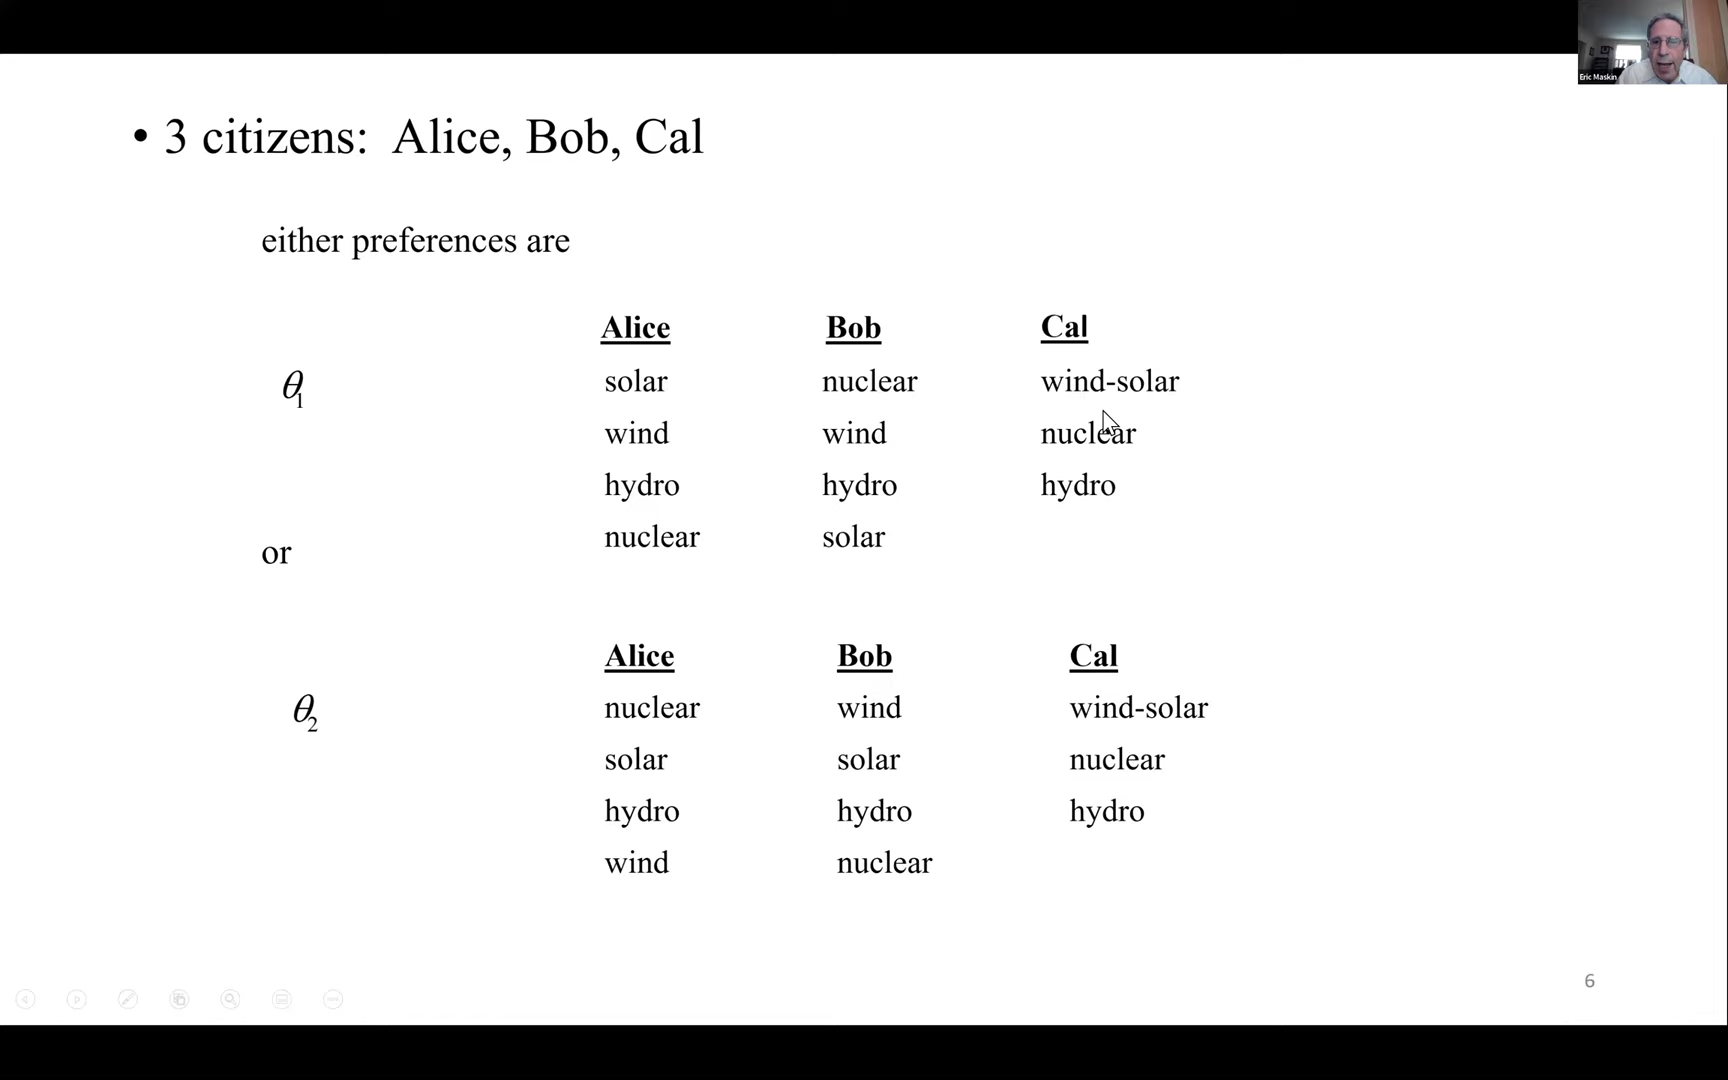 Eric Maskin
• 3 citizens: Alice, Bob, Cal
either preferences are
Alice Bob Cal
θ1 solar nuclear wind-solar
wind wind nuclear
hydro hydro hydro
nuclear solar
or
Alice Bob Cal
θ2 nuclear wind wind-solar
solar solar nuclear
hydro hydro hydro
wind nuclear
6